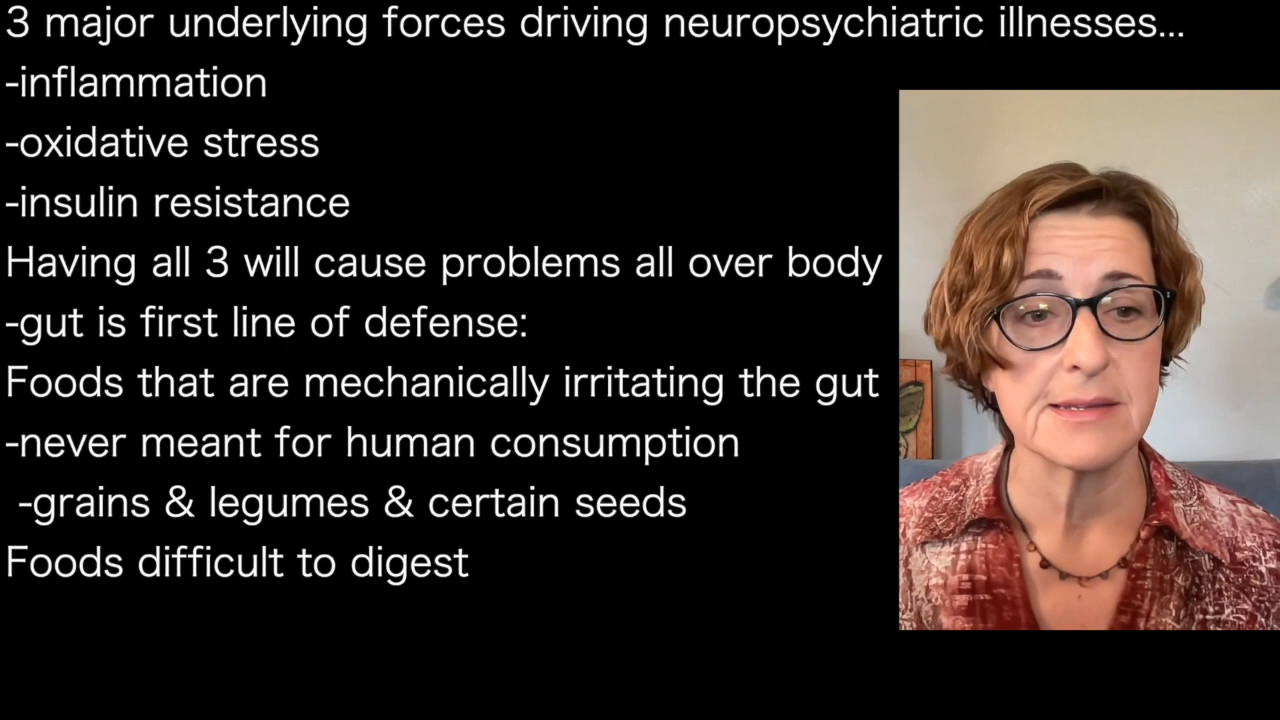 3 major underlying forces driving neuropsychiatric illnesses...
-inflammation
-oxidative stress
-insulin resistance
Having all 3 will cause problems all over body
-gut is first line of defense:
Foods that are mechanically irritating the gut
-never meant for human consumption
-grains & legumes & certain seeds
Foods difficult to digest